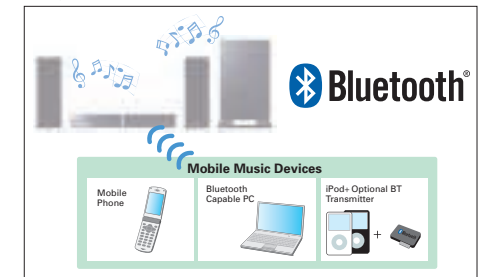 Bluetooth®
Mobile Music Devices
Mobile
Phone
Bluetooth
Capable PC
iPod+ Optional BT
Transmitter
+